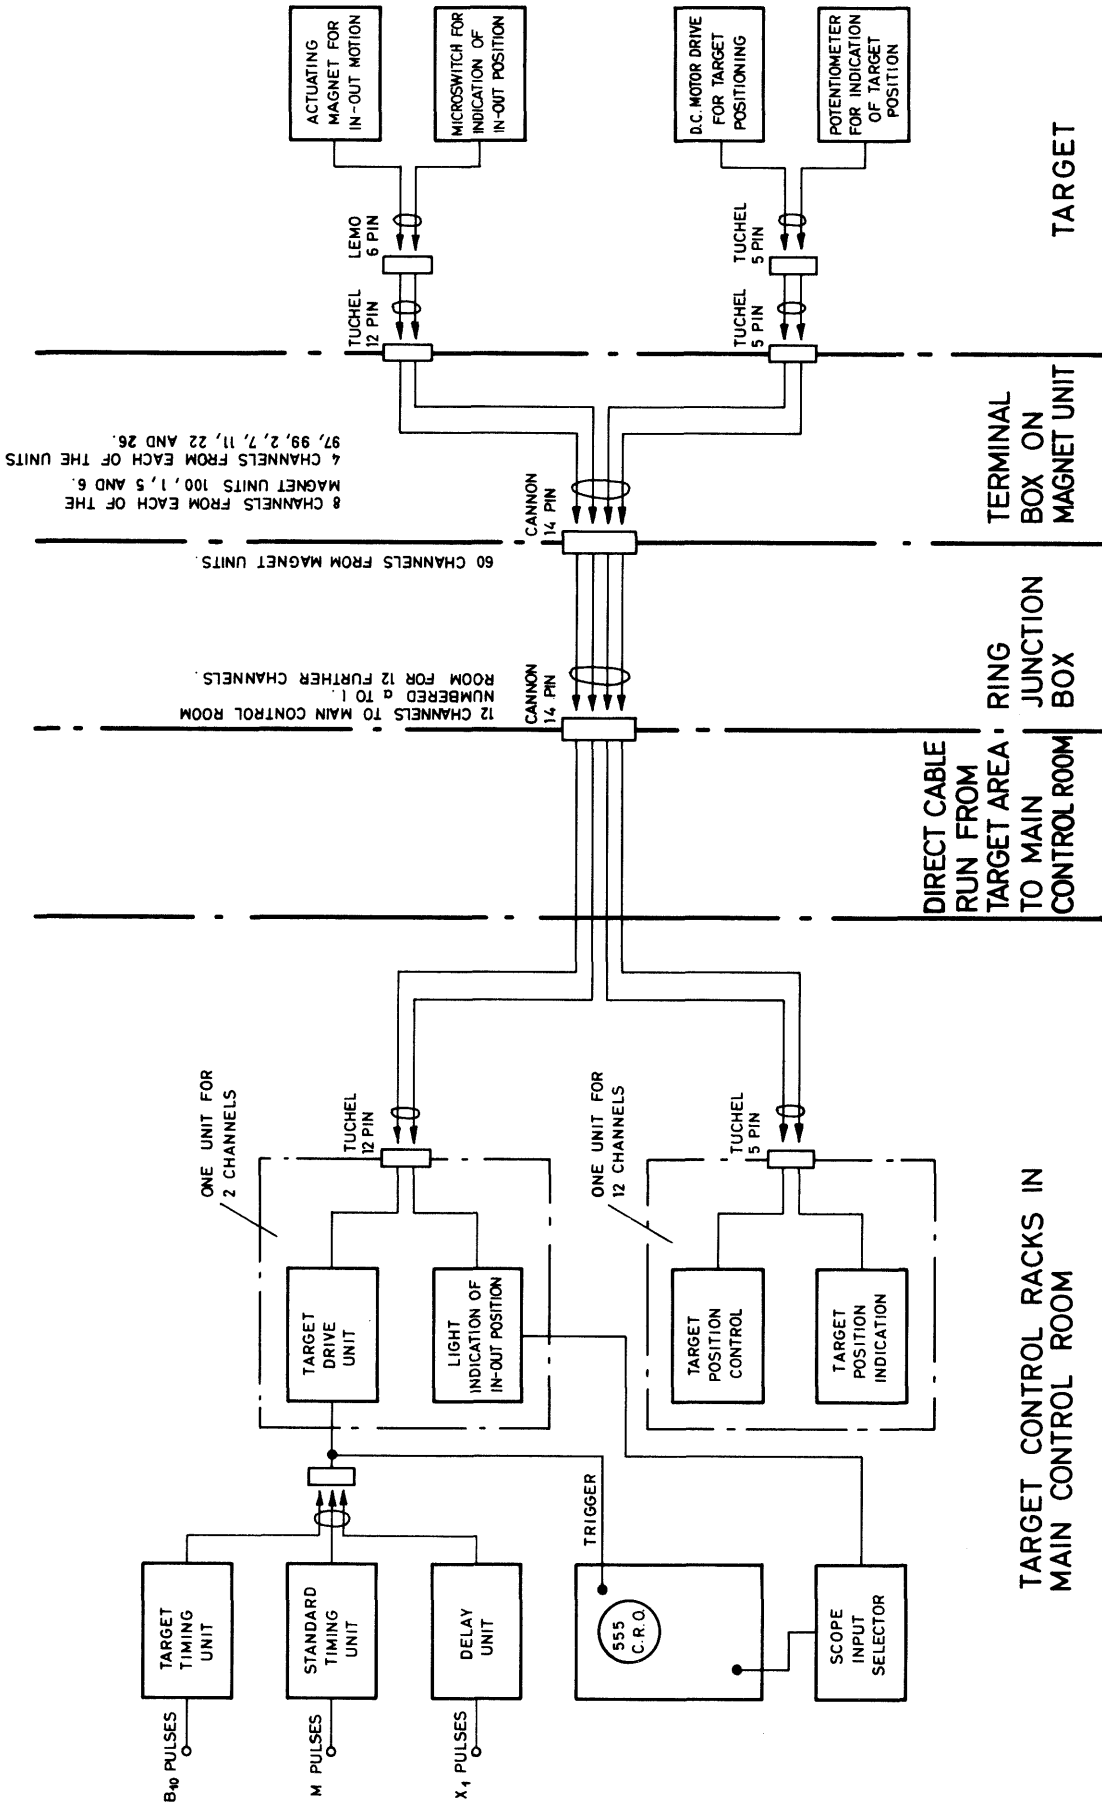 B10 PULSES
M PULSES
X1 PULSES
TARGET
TIMING
UNIT
STANDARD
TIMING
UNIT
DELAY
UNIT
555
C.R.O.
TRIGGER
SCOPE
INPUT
SELECTOR
ONE UNIT FOR
2 CHANNELS
TARGET
DRIVE
UNIT
LIGHT
INDICATION OF
IN-OUT POSITION
TUCHEL
12 PIN
ONE UNIT FOR
12 CHANNELS
TARGET
POSITION
CONTROL
TARGET
POSITION
INDICATION
TUCHEL
5 PIN
TARGET CONTROL RACKS IN
MAIN CONTROL ROOM
DIRECT CABLE
RUN FROM
TARGET AREA
TO MAIN
CONTROL ROOM
12 CHANNELS TO MAIN CONTROL ROOM
NUMBERED a TO l.
ROOM FOR 12 FURTHER CHANNELS.
CANNON
14 PIN
60 CHANNELS FROM MAGNET UNITS.
RING
JUNCTION
BOX
CANNON
14 PIN
8 CHANNELS FROM EACH OF THE
MAGNET UNITS 100, 1, 5 AND 6.
4 CHANNELS FROM EACH OF THE UNITS
97, 99, 2, 7, 11, 22 AND 26.
TERMINAL
BOX ON
MAGNET UNIT
TUCHEL
12 PIN
LEMO
6 PIN
TUCHEL
5 PIN
TUCHEL
5 PIN
ACTUATING
MAGNET FOR
IN-OUT MOTION
MICROSWITCH FOR
INDICATION OF
IN-OUT POSITION
D.C. MOTOR DRIVE
FOR TARGET
POSITIONING
POTENTIOMETER
FOR INDICATION
OF TARGET
POSITION
TARGET